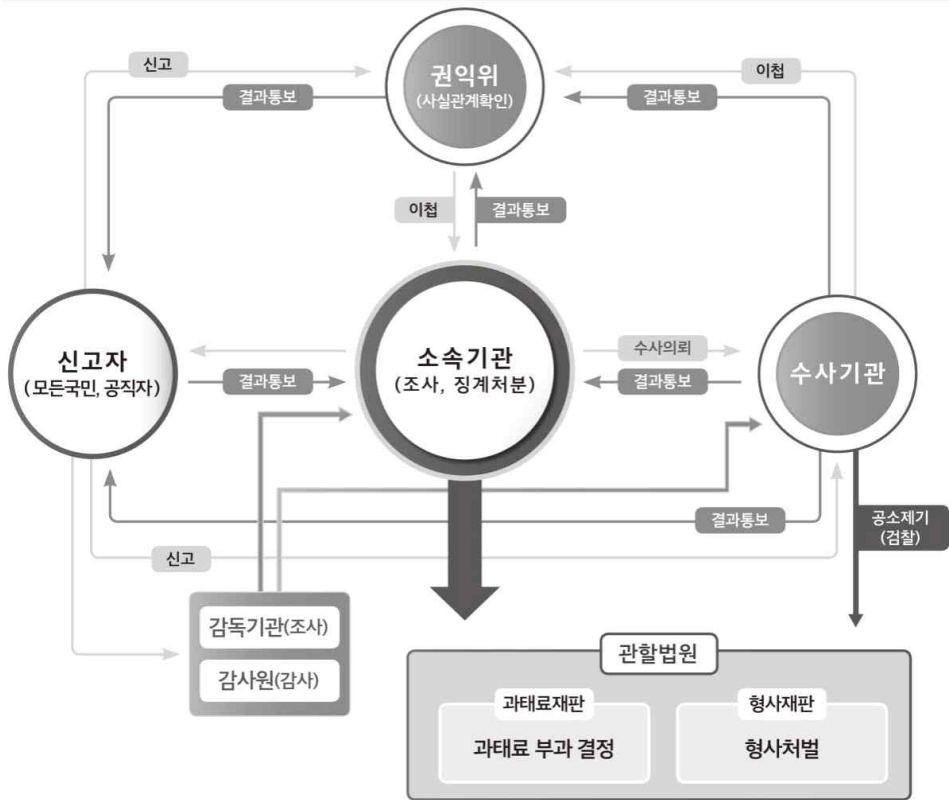 신고
권익위
(사실관계확인)
이첩
결과통보
결과통보
이첩
결과통보
신고자
(모든국민, 공직자)
소속기관
(조사, 징계처분)
수사의뢰
결과통보
결과통보
수사기관
결과통보
공소제기
(검찰)
신고
감독기관(조사)
감사원(감사)
관할법원
과태료재판
형사재판
과태료 부과 결정
형사처벌